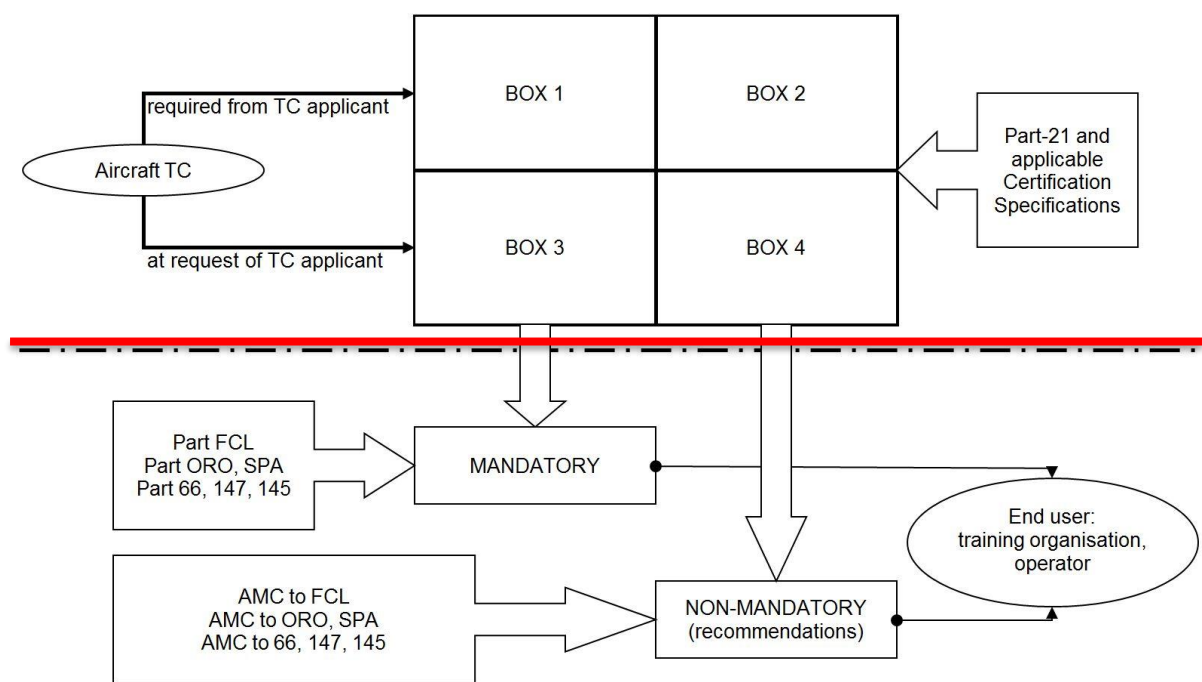 BOX 1
BOX 2
required from TC applicant
Aircraft TC
Part-21 and
applicable
Certification
Specifications
at request of TC applicant
BOX 3
BOX 4
Part FCL
Part ORO, SPA
Part 66, 147, 145
MANDATORY
End user:
training organisation,
operator
AMC to FCL
AMC to ORO, SPA
AMC to 66, 147, 145
NON-MANDATORY
(recommendations)